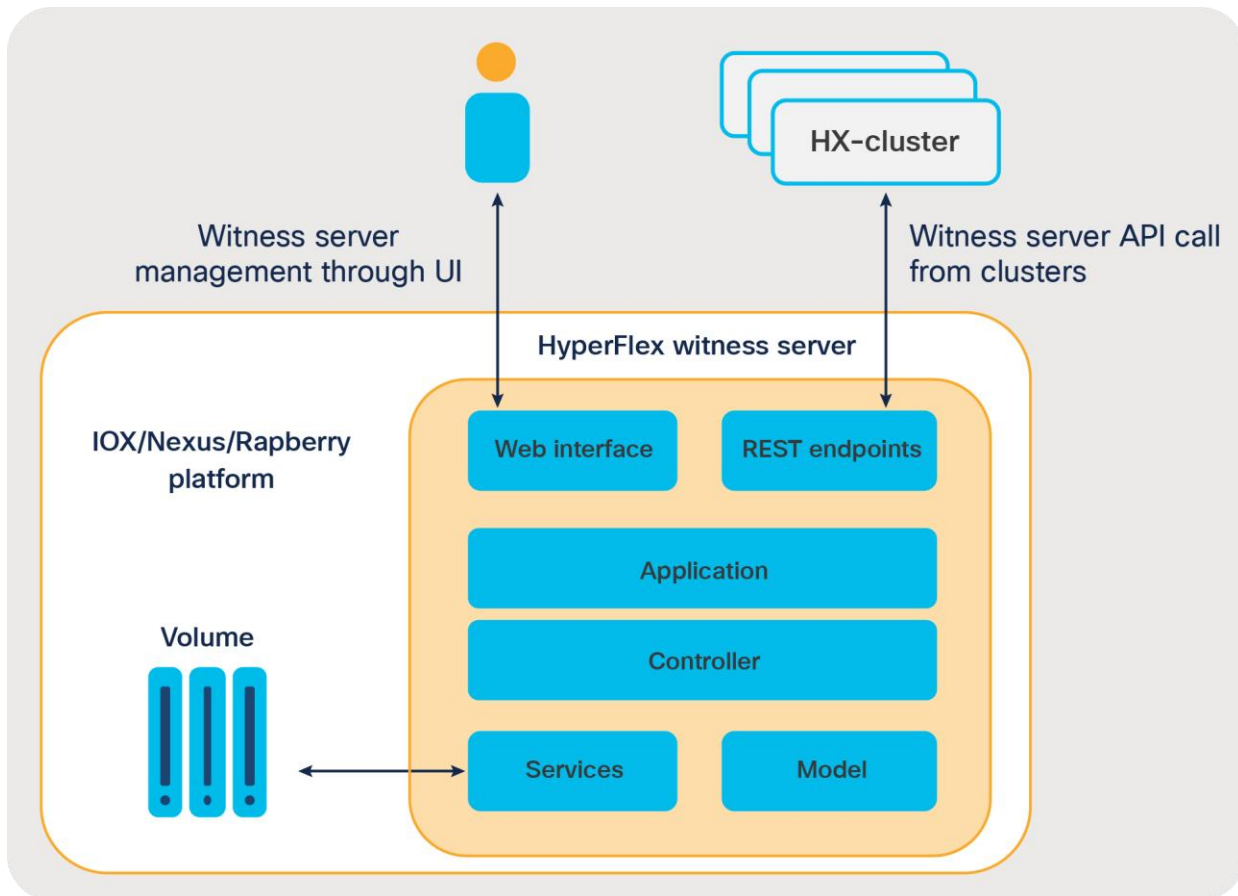 HX-cluster
Witness server
management through UI
Witness server API call
from clusters
HyperFlex witness server
IOX/Nexus/Rapberry
platform
Web interface
REST endpoints
Application
Controller
Volume
Services
Model